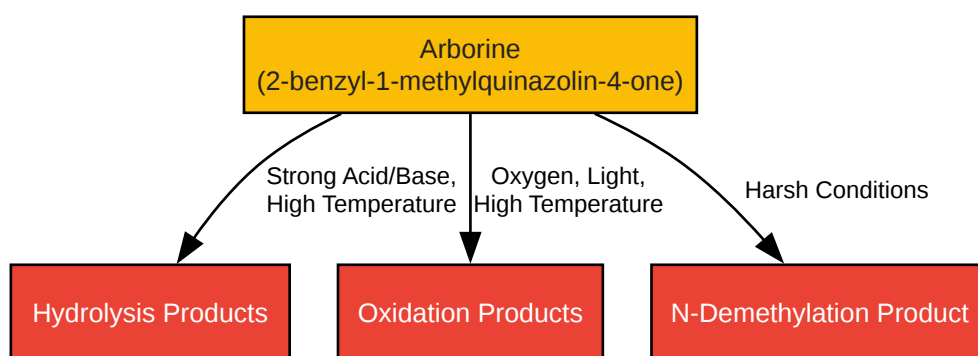 Arborine
(2-benzyl-1-methylquinazolin-4-one)
Strong Acid/Base,
High Temperature
Oxygen, Light,
High Temperature
Harsh Conditions
Hydrolysis Products
Oxidation Products
N-Demethylation Product